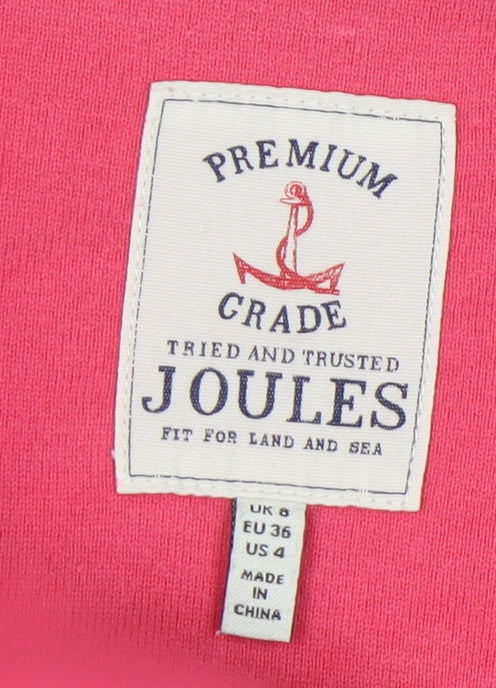 PREMIUM
GRADE
TRIED AND TRUSTED
JOULES
FIT FOR LAND AND SEA
UK 8
EU 36
US 4
MADE
IN
CHINA